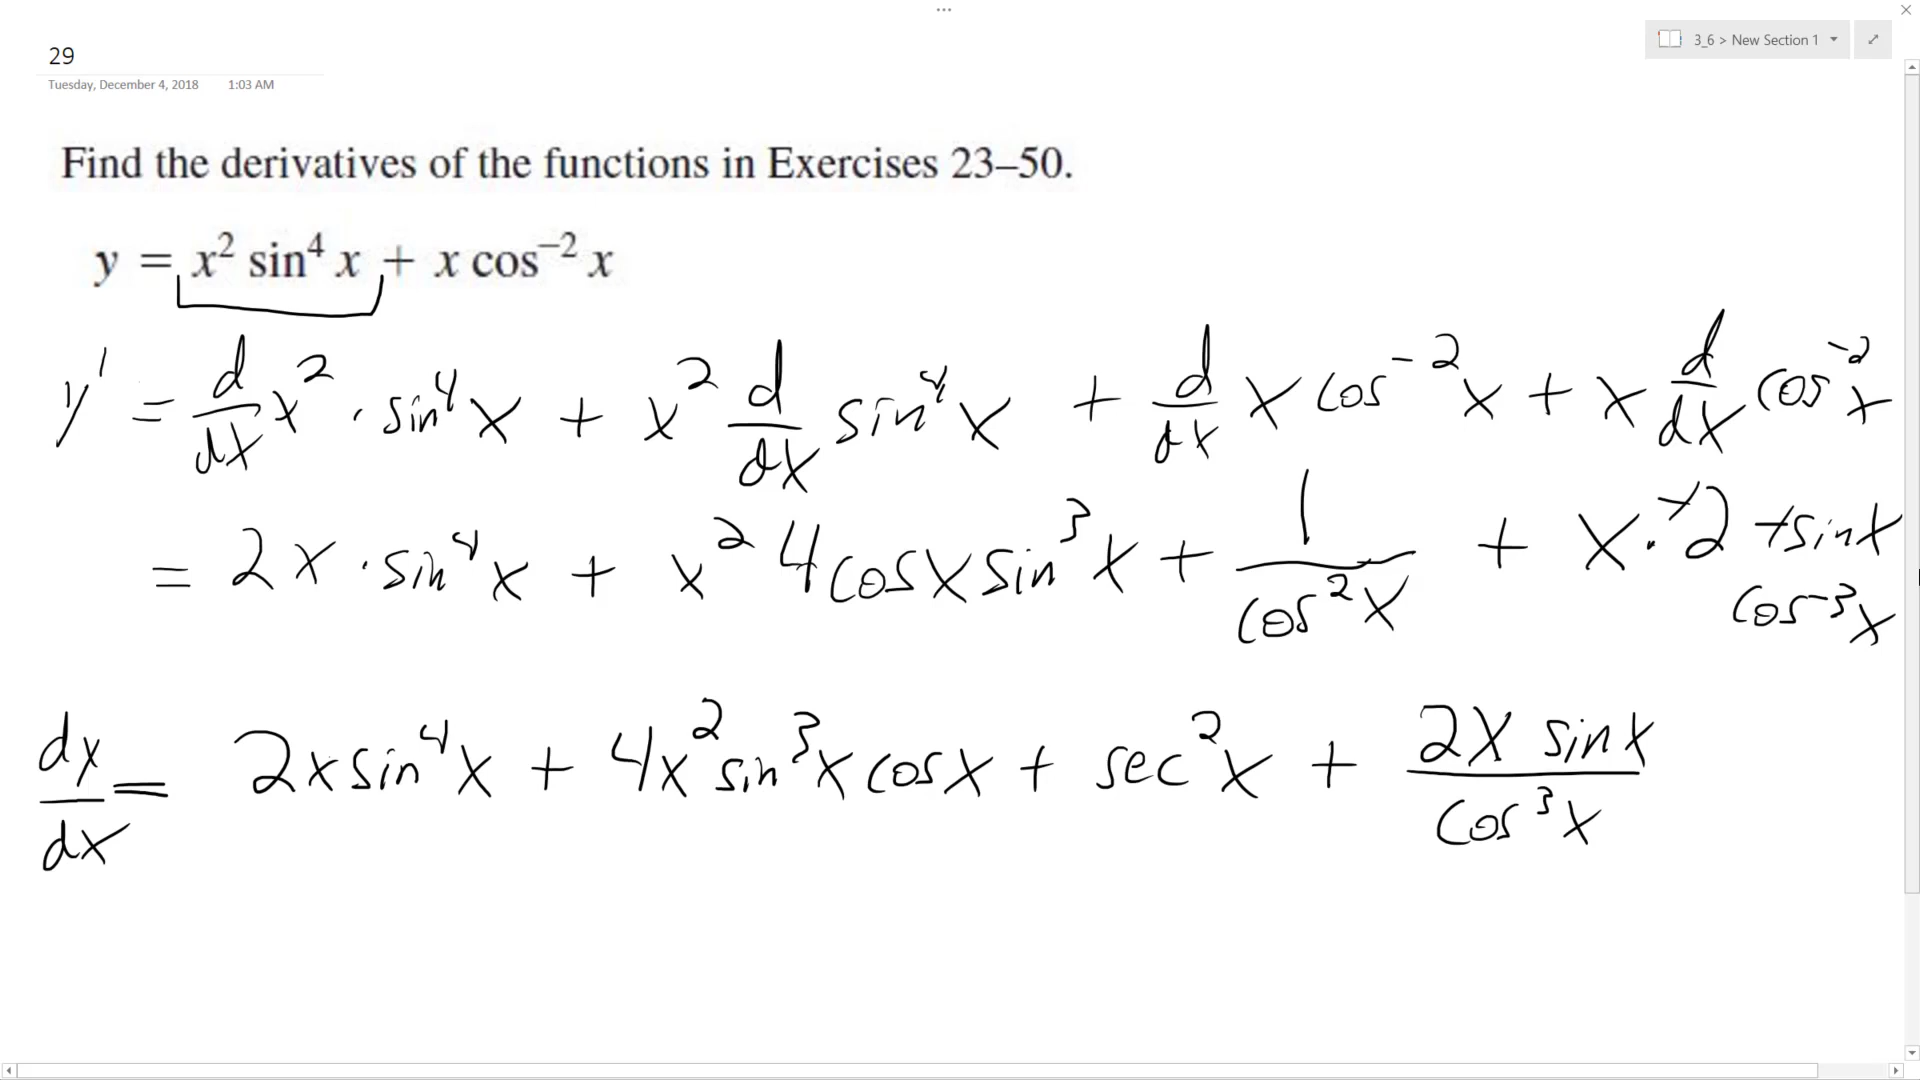 ...
3_6 > New Section 1
29
Tuesday, December 4, 2018 1:03 AM
Find the derivatives of the functions in Exercises 23–50.
y = x² sin⁴ x + x cos⁻² x
y' = d/dx x² · sin⁴ x + x² d/dx sin⁴ x + d/dx x cos⁻² x + x d/dx cos⁻² x
= 2x · sin⁴ x + x² 4 cos x sin³ x + 1/cos² x + x · +2 + sin x cos⁻³ x
dy/dx = 2x sin⁴ x + 4x² sin³ x cos x + sec² x + 2x sin x / cos³ x